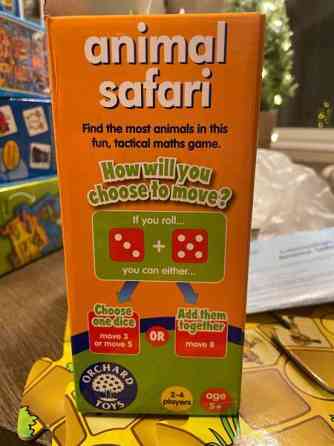 animal
safari
Find the most animals in this
fun, tactical maths game.
How will you
choose to move?
If you roll...
+
you can either...
Choose
one dice
move 3
or move 5
OR
Add them
together
move 8
ORCHARD
TOYS
2-4
players
age
5+